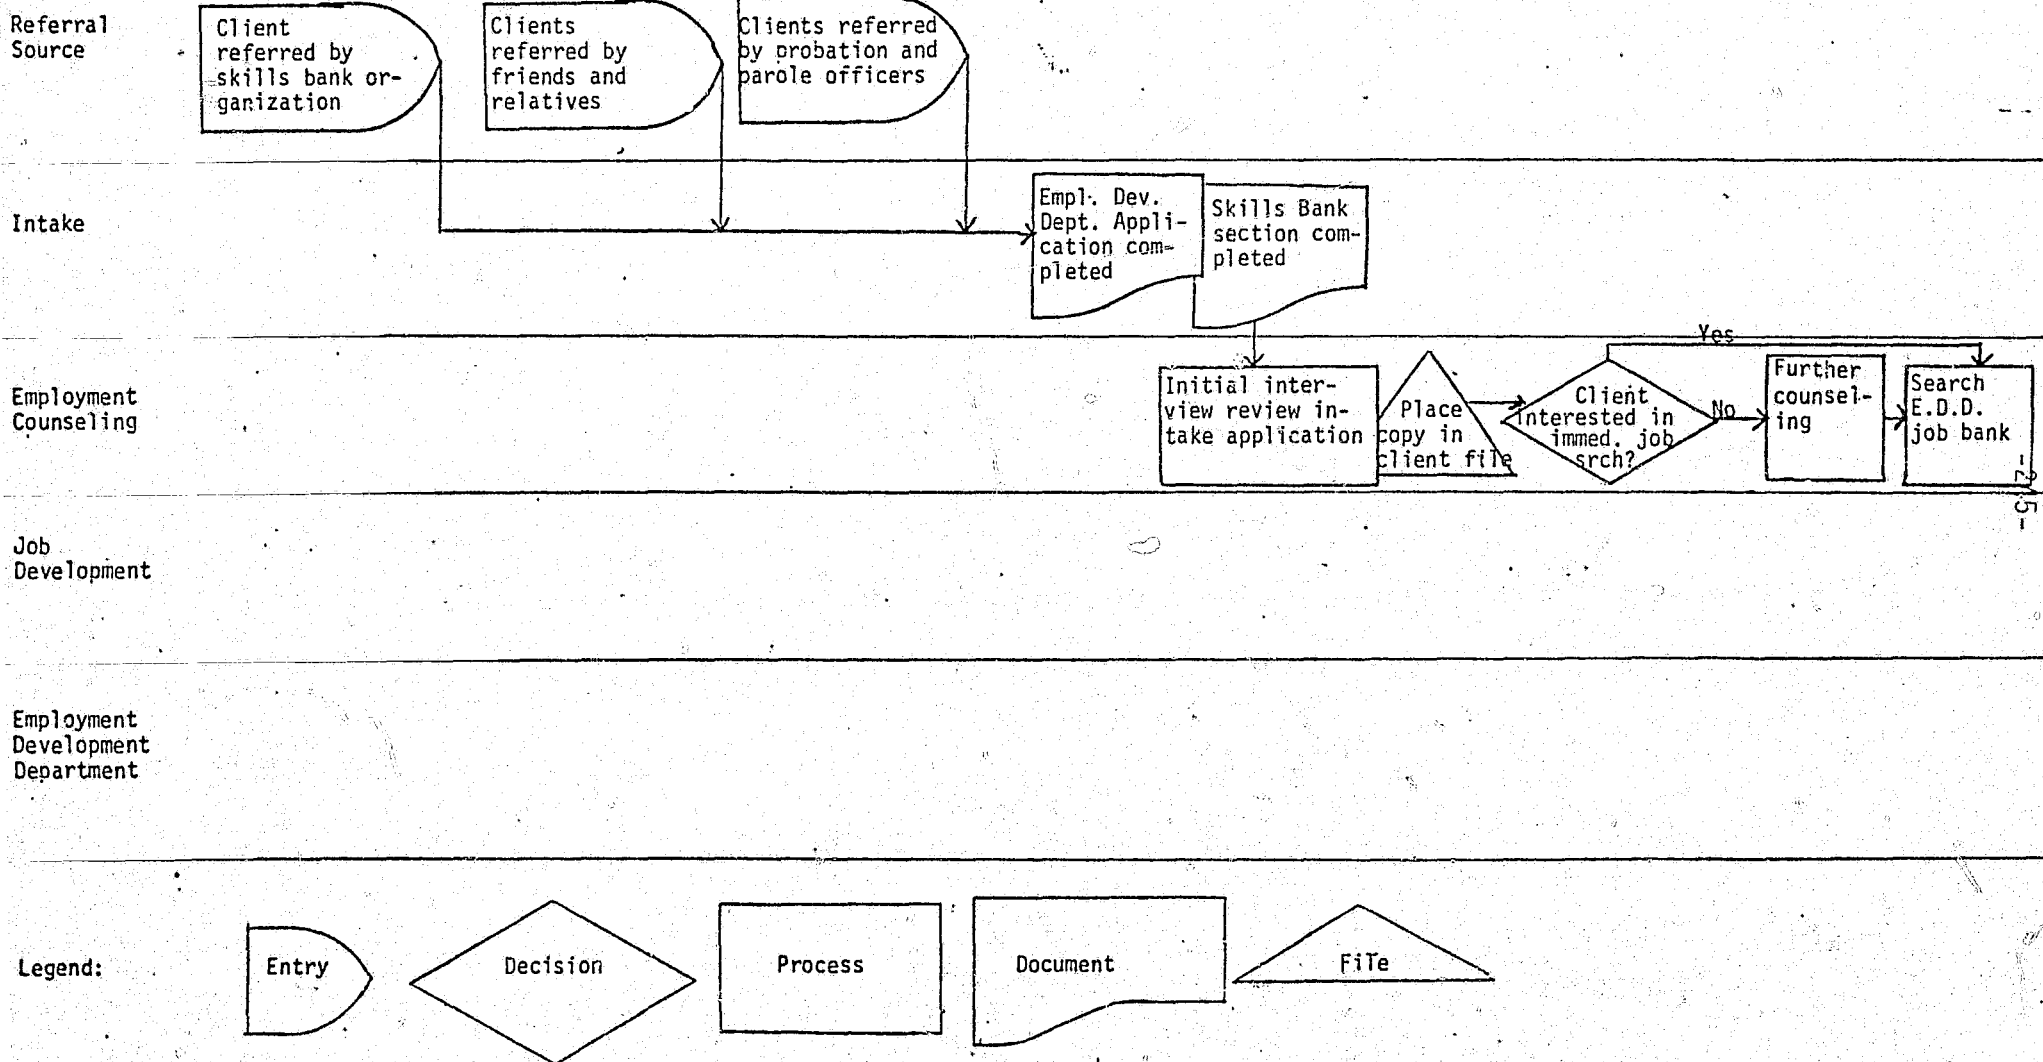 Referral
Source
Client
referred by
skills bank or-
ganization
Clients
referred by
friends and
relatives
Clients referred
by probation and
parole officers
Intake
Empl. Dev.
Dept. Appli-
cation com-
pleted
Skills Bank
section com-
pleted
Employment
Counseling
Initial inter-
view review in-
take application
Place
copy in
client file
Client
interested in
immed. job
srch?
Yes
No
Further
counsel-
ing
Search
E.D.D.
job bank
-215-
Job
Development
Employment
Development
Department
Legend:
Entry
Decision
Process
Document
File